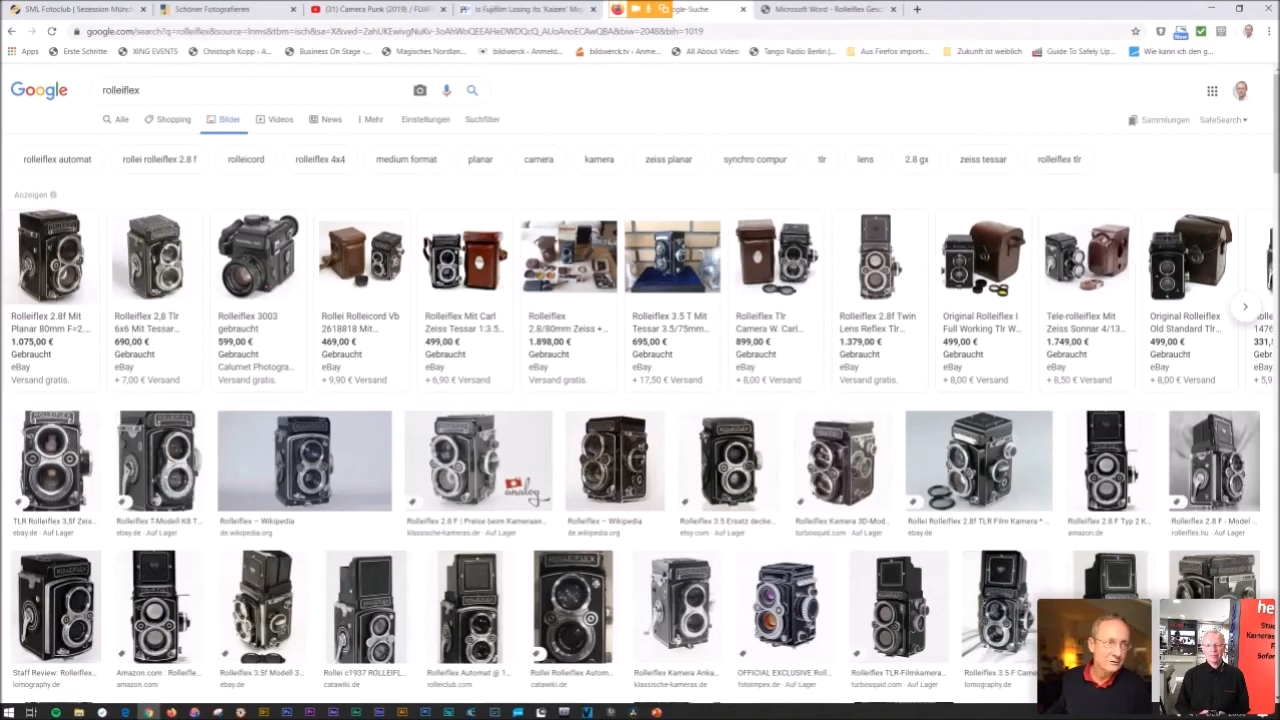 SML Fotoclub | Sezession Münch
Schöner Fotografieren
(31) Camera Punk (2019) / FUJIF
Is Fujifilm Losing Its 'Kaizen' Moj
gle-Suche
Microsoft Word - Rolleiflex Gesc
Apps
Erste Schritte
XING EVENTS
Christoph Kopp - A...
Business On Stage -...
Magisches Nordlan...
bildwerck - Anmeld...
bildwerck.tv - Anme...
All About Video
Tango Radio Berlin |...
Aus Firefox importi...
Zukunft ist weiblich
Guide To Safely Up...
Wie kann ich den g...
Google
rolleiflex
Alle
Shopping
Bilder
Videos
News
Mehr
Einstellungen
Suchfilter
Sammlungen
SafeSearch
rolleiflex automat
rollei rolleiflex 2.8 f
rolleicord
rolleiflex 4x4
medium format
planar
camera
kamera
zeiss planar
synchro compur
tlr
lens
2.8 gx
zeiss tessar
rolleiflex tlr
Anzeigen
Rolleiflex 2.8f Mit
Planar 80mm F=2....
1.075,00 €
Gebraucht
eBay
Versand gratis.
Rolleiflex 2,8 Tlr
6x6 Mit Tessar...
690,00 €
Gebraucht
eBay
+ 7,00 € Versand
Rolleiflex 3003
gebraucht
599,00 €
Gebraucht
Calumet Photogra...
Versand gratis.
Rollei Rolleicord Vb
2618818 Mit...
469,00 €
Gebraucht
eBay
+ 9,90 € Versand
Rolleiflex Mit Carl
Zeiss Tessar 1:3.5...
499,00 €
Gebraucht
eBay
+ 6,90 € Versand
Rolleiflex
2.8/80mm Zeiss +...
1.898,00 €
Gebraucht
eBay
Versand gratis.
Rolleiflex 3.5 T Mit
Tessar 3.5/75mm...
695,00 €
Gebraucht
eBay
+ 17,50 € Versand
Rolleiflex Tlr
Camera W. Carl...
899,00 €
Gebraucht
eBay
+ 8,00 € Versand
Rolleiflex 2.8f Twin
Lens Reflex Tlr...
1.379,00 €
Gebraucht
eBay
Versand gratis.
Original Rolleiflex I
Full Working Tlr W...
499,00 €
Gebraucht
eBay
+ 8,00 € Versand
Tele-rolleiflex Mit
Zeiss Sonnar 4/13...
1.749,00 €
Gebraucht
eBay
+ 8,50 € Versand
Original Rolleiflex
Old Standard Tlr...
499,00 €
Gebraucht
eBay
+ 8,00 € Versand
analog
TLR Rolleiflex 3,5f Zeis...
ebay.de · Auf Lager
Rolleiflex T-Modell K8 T...
ebay.de · Auf Lager
Rolleiflex – Wikipedia
de.wikipedia.org
Rolleiflex 2.8 F | Preise beim Kameraan...
klassische-kameras.de · Auf Lager
Rolleiflex – Wikipedia
de.wikipedia.org
Rolleiflex 3.5 Ersatz decke...
etsy.com · Auf Lager
Rolleiflex Kamera 3D-Mod...
turbosquid.com · Auf Lager
Rollei Rolleiflex 2.8f TLR Film Kamera * ...
ebay.de
Rolleiflex 2.8 F Typ 2 K...
amazon.de
Rolleiflex 2.8 F - Model ...
rolleiflex.hu · Auf Lager
Staff Review: Rolleiflex...
lomography.de
Amazon.com : Rolleifle...
amazon.com
Rolleiflex 3.5f Modell 3...
ebay.de
Rollei c1937 ROLLEIFL...
catawiki.de
Rolleiflex Automat @ 1...
rolleiclub.com
Rollei Rolleiflex Autom...
catawiki.de
Rolleiflex Kamera Anka...
klassische-kameras.de
OFFICIAL EXCLUSIVE Roll...
fotoimpex.de · Auf Lager
Rolleiflex TLR-Filmkamera...
turbosquid.com · Auf Lager
Rolleiflex 3.5 F Came...
lomography.de
he
Stud
Kameras